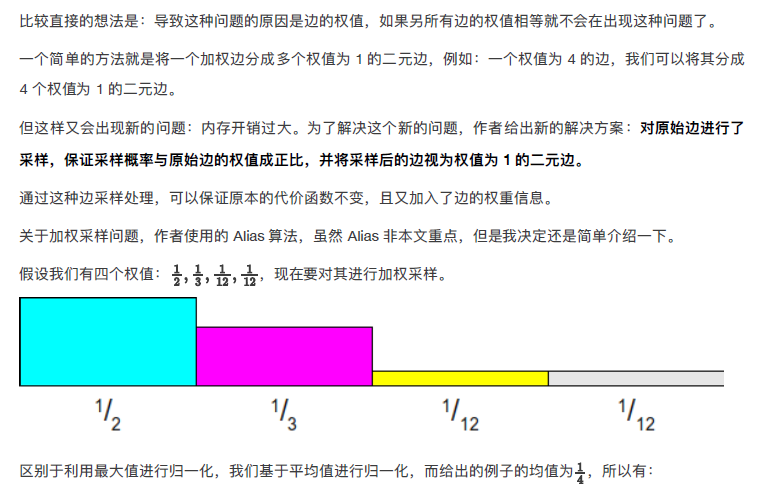 比较直接的想法是：导致这种问题的原因是边的权值，如果另所有边的权值相等就不会在出现这种问题了。
一个简单的方法就是将一个加权边分成多个权值为 1 的二元边，例如：一个权值为 4 的边，我们可以将其分成
4 个权值为 1 的二元边。
但这样又会出现新的问题：内存开销过大。为了解决这个新的问题，作者给出新的解决方案：对原始边进行了
采样，保证采样概率与原始边的权值成正比，并将采样后的边视为权值为 1 的二元边。
通过这种边采样处理，可以保证原本的代价函数不变，且又加入了边的权重信息。
关于加权采样问题，作者使用的 Alias 算法，虽然 Alias 非本文重点，但是我决定还是简单介绍一下。
假设我们有四个权值：1/2, 1/3, 1/12, 1/12，现在要对其进行加权采样。
1/2 1/3 1/12 1/12
区别于利用最大值进行归一化，我们基于平均值进行归一化，而给出的例子的均值为1/4，所以有：